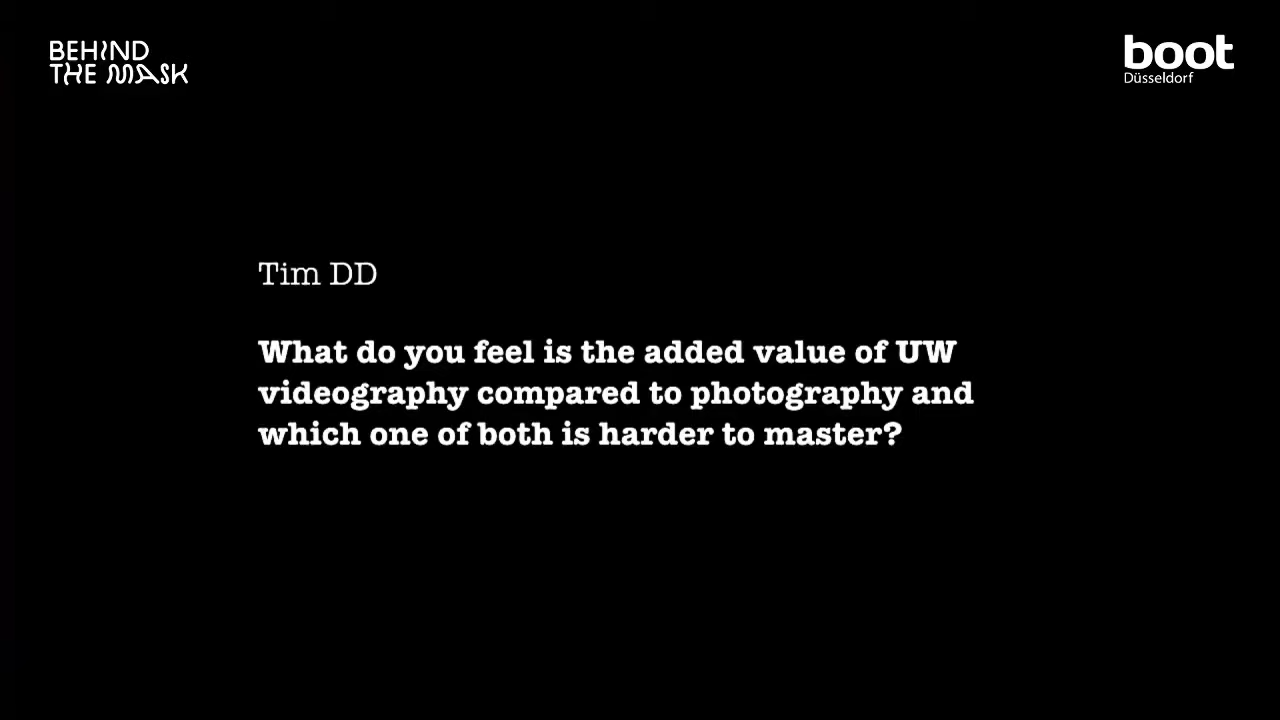 BEHIND
THE MASK
boot
Düsseldorf
Tim DD
What do you feel is the added value of UW
videography compared to photography and
which one of both is harder to master?